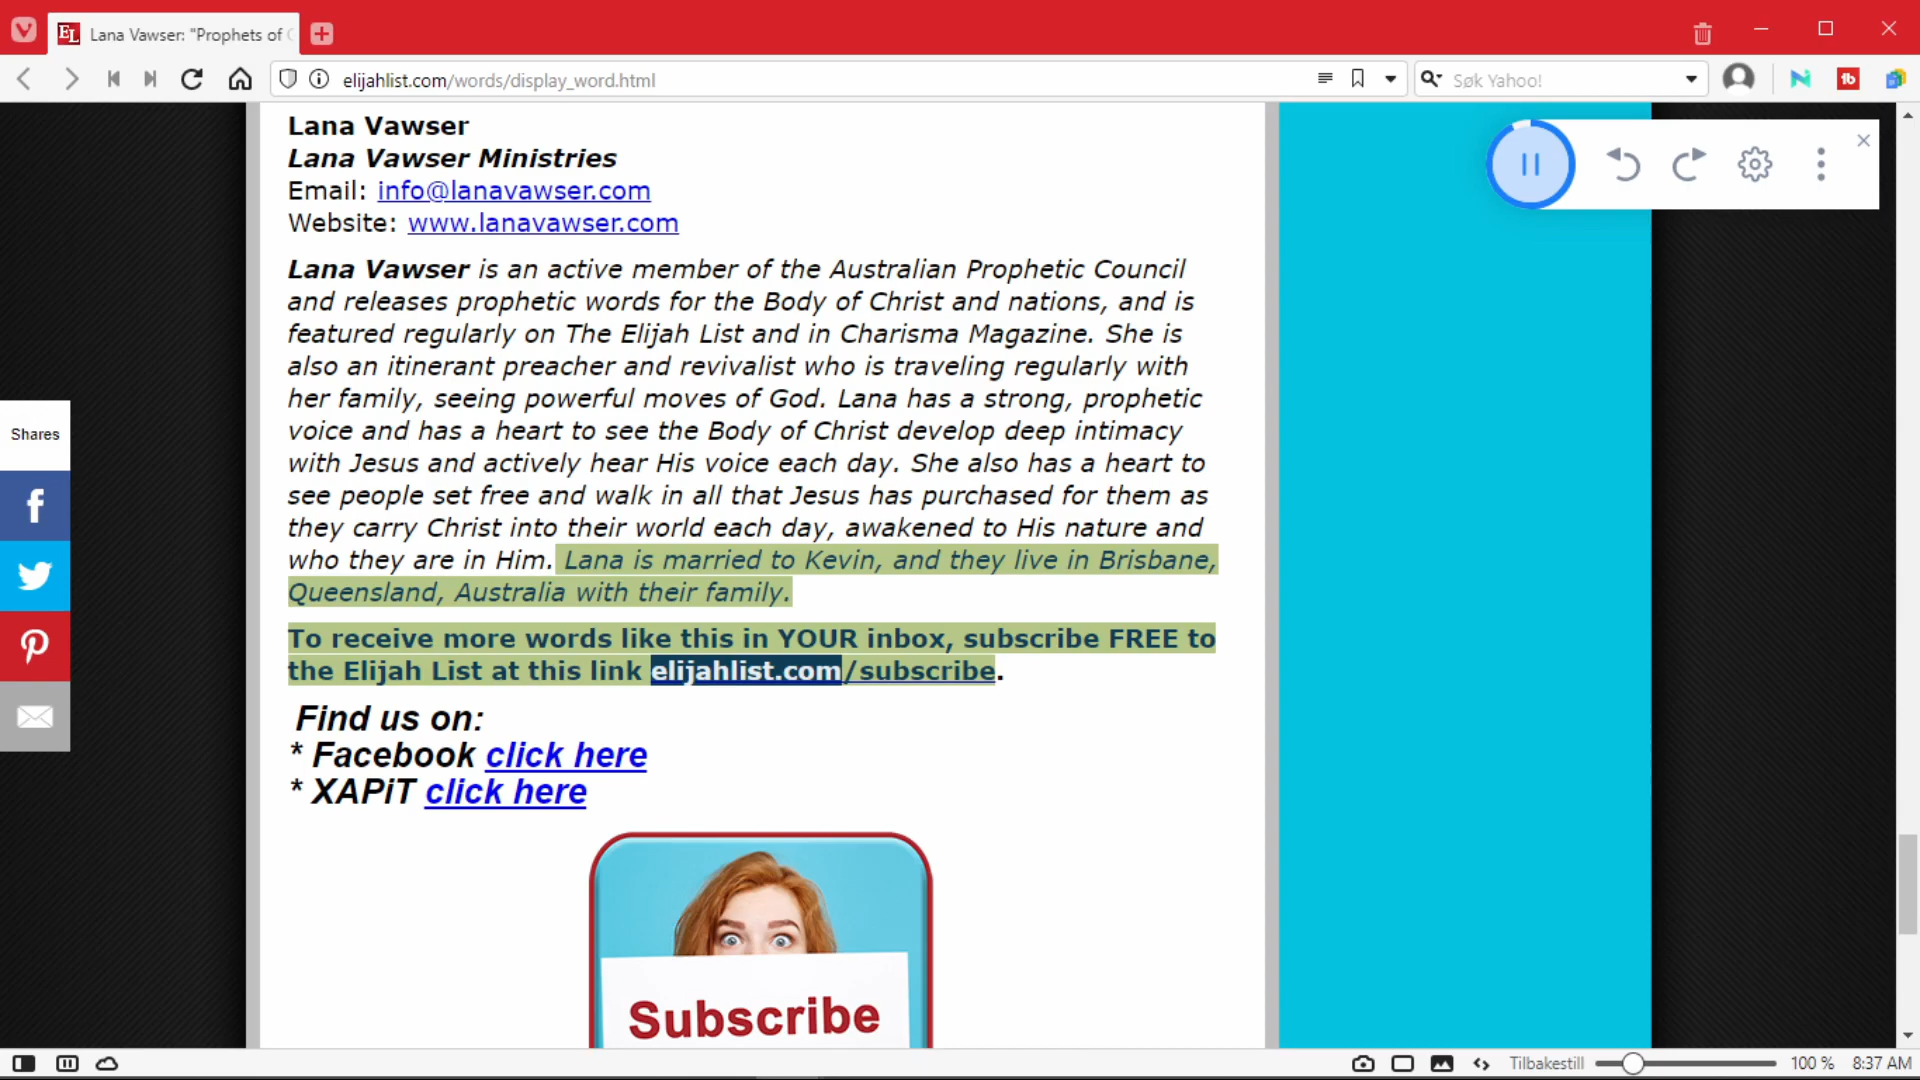 EL Lana Vawser: "Prophets of
elijahlist.com/words/display_word.html
Søk Yahoo!
Lana Vawser
Lana Vawser Ministries
Email: info@lanavawser.com
Website: www.lanavawser.com
Lana Vawser is an active member of the Australian Prophetic Council
and releases prophetic words for the Body of Christ and nations, and is
featured regularly on The Elijah List and in Charisma Magazine. She is
also an itinerant preacher and revivalist who is traveling regularly with
her family, seeing powerful moves of God. Lana has a strong, prophetic
voice and has a heart to see the Body of Christ develop deep intimacy
with Jesus and actively hear His voice each day. She also has a heart to
see people set free and walk in all that Jesus has purchased for them as
they carry Christ into their world each day, awakened to His nature and
who they are in Him. Lana is married to Kevin, and they live in Brisbane,
Queensland, Australia with their family.
To receive more words like this in YOUR inbox, subscribe FREE to
the Elijah List at this link elijahlist.com/subscribe.
Find us on:
* Facebook click here
* XAPiT click here
Shares
Subscribe
Tilbakestill
100 %
8:37 AM